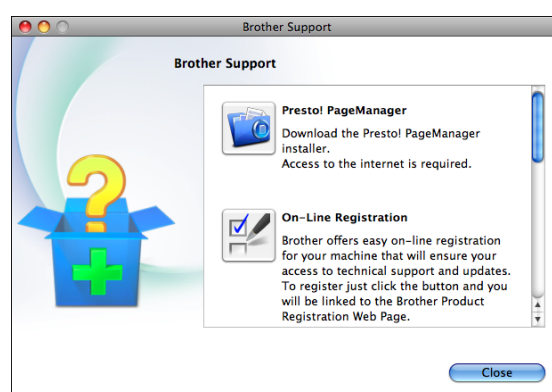 Brother Support
Brother Support
Presto! PageManager
Download the Presto! PageManager
installer.
Access to the internet is required.
On-Line Registration
Brother offers easy on-line registration
for your machine that will ensure your
access to technical support and updates.
To register just click the button and you
will be linked to the Brother Product
Registration Web Page.
Close